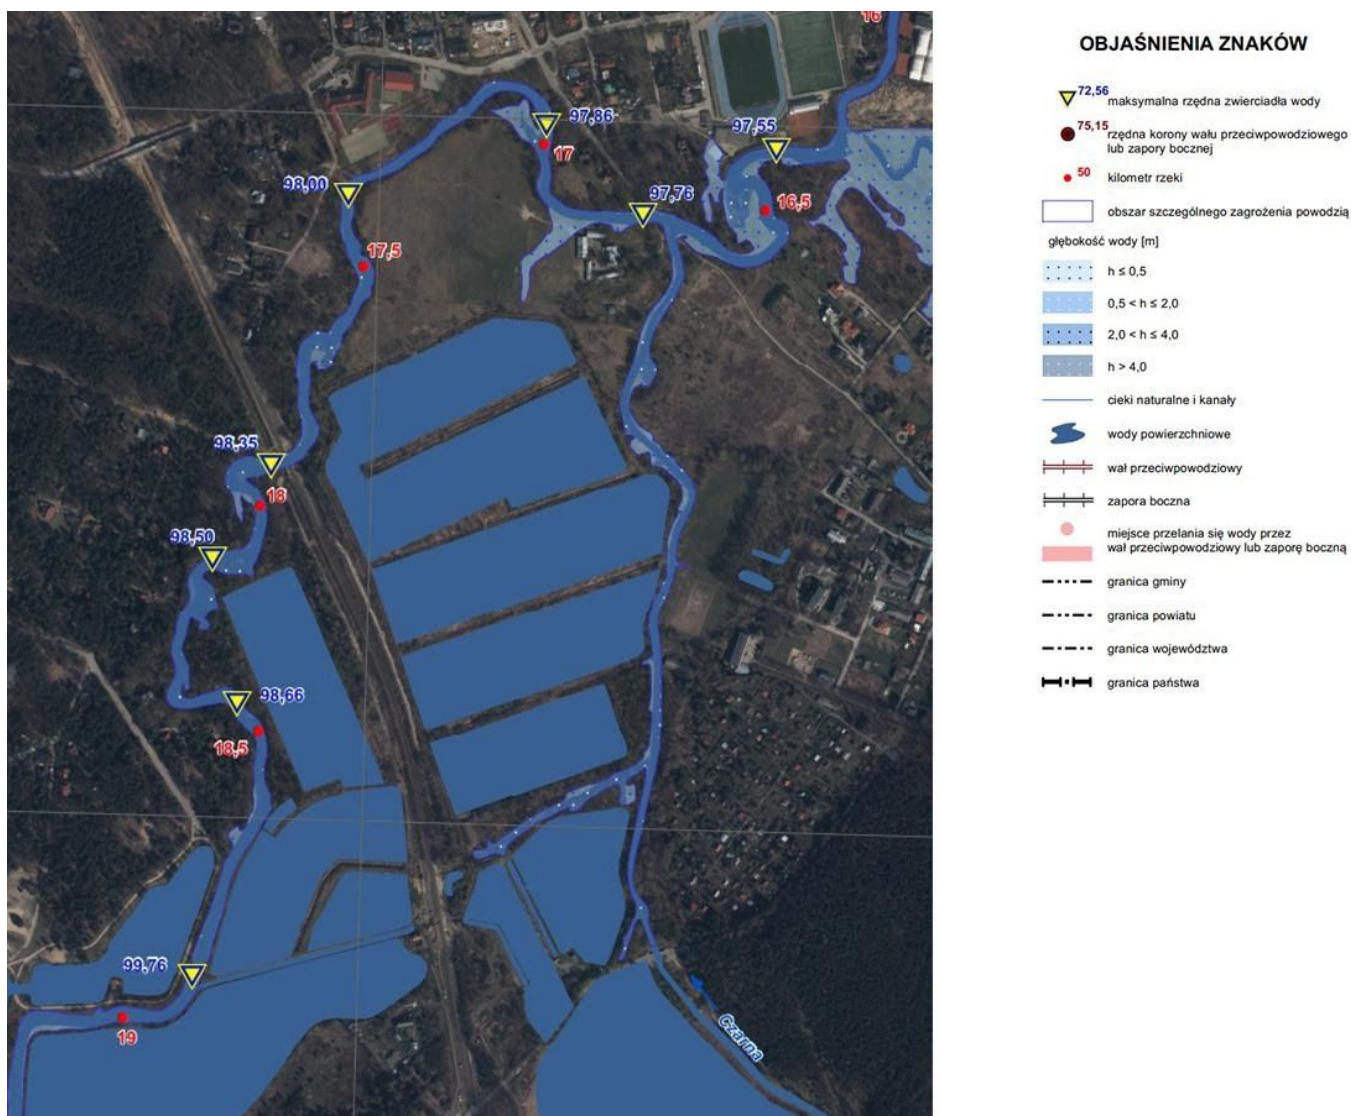 16
97,86
17
97,55
98,00
97,76
16,5
17,5
98,35
18
98,50
98,66
18,5
99,76
19
Czarna
OBJAŚNIENIA ZNAKÓW
72,56
maksymalna rzędna zwierciadła wody
75,15
rzędna korony wału przeciwpowodziowego
lub zapory bocznej
50
kilometr rzeki
obszar szczególnego zagrożenia powodzią
głębokość wody [m]
h ≤ 0,5
0,5 < h ≤ 2,0
2,0 < h ≤ 4,0
h > 4,0
cieki naturalne i kanały
wody powierzchniowe
wał przeciwpowodziowy
zapora boczna
miejsce przelania się wody przez
wał przeciwpowodziowy lub zaporę boczną
granica gminy
granica powiatu
granica województwa
granica państwa